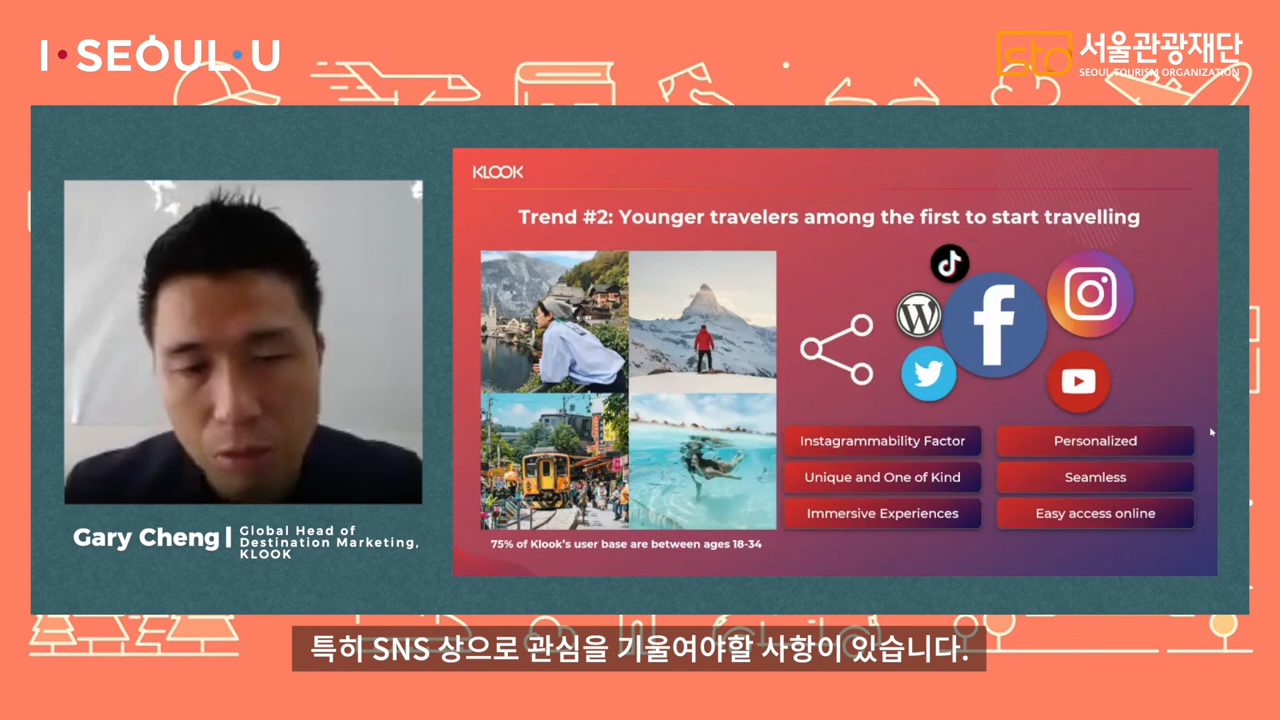 I·SEOUL·U
sto 서울관광재단
SEOUL TOURISM ORGANIZATION
KLOOK
Trend #2: Younger travelers among the first to start travelling
Instagrammability Factor
Personalized
Unique and One of Kind
Seamless
Immersive Experiences
Easy access online
75% of Klook's user base are between ages 18-34
Gary Cheng
Global Head of
Destination Marketing,
KLOOK
특히 SNS 상으로 관심을 기울여야할 사항이 있습니다.